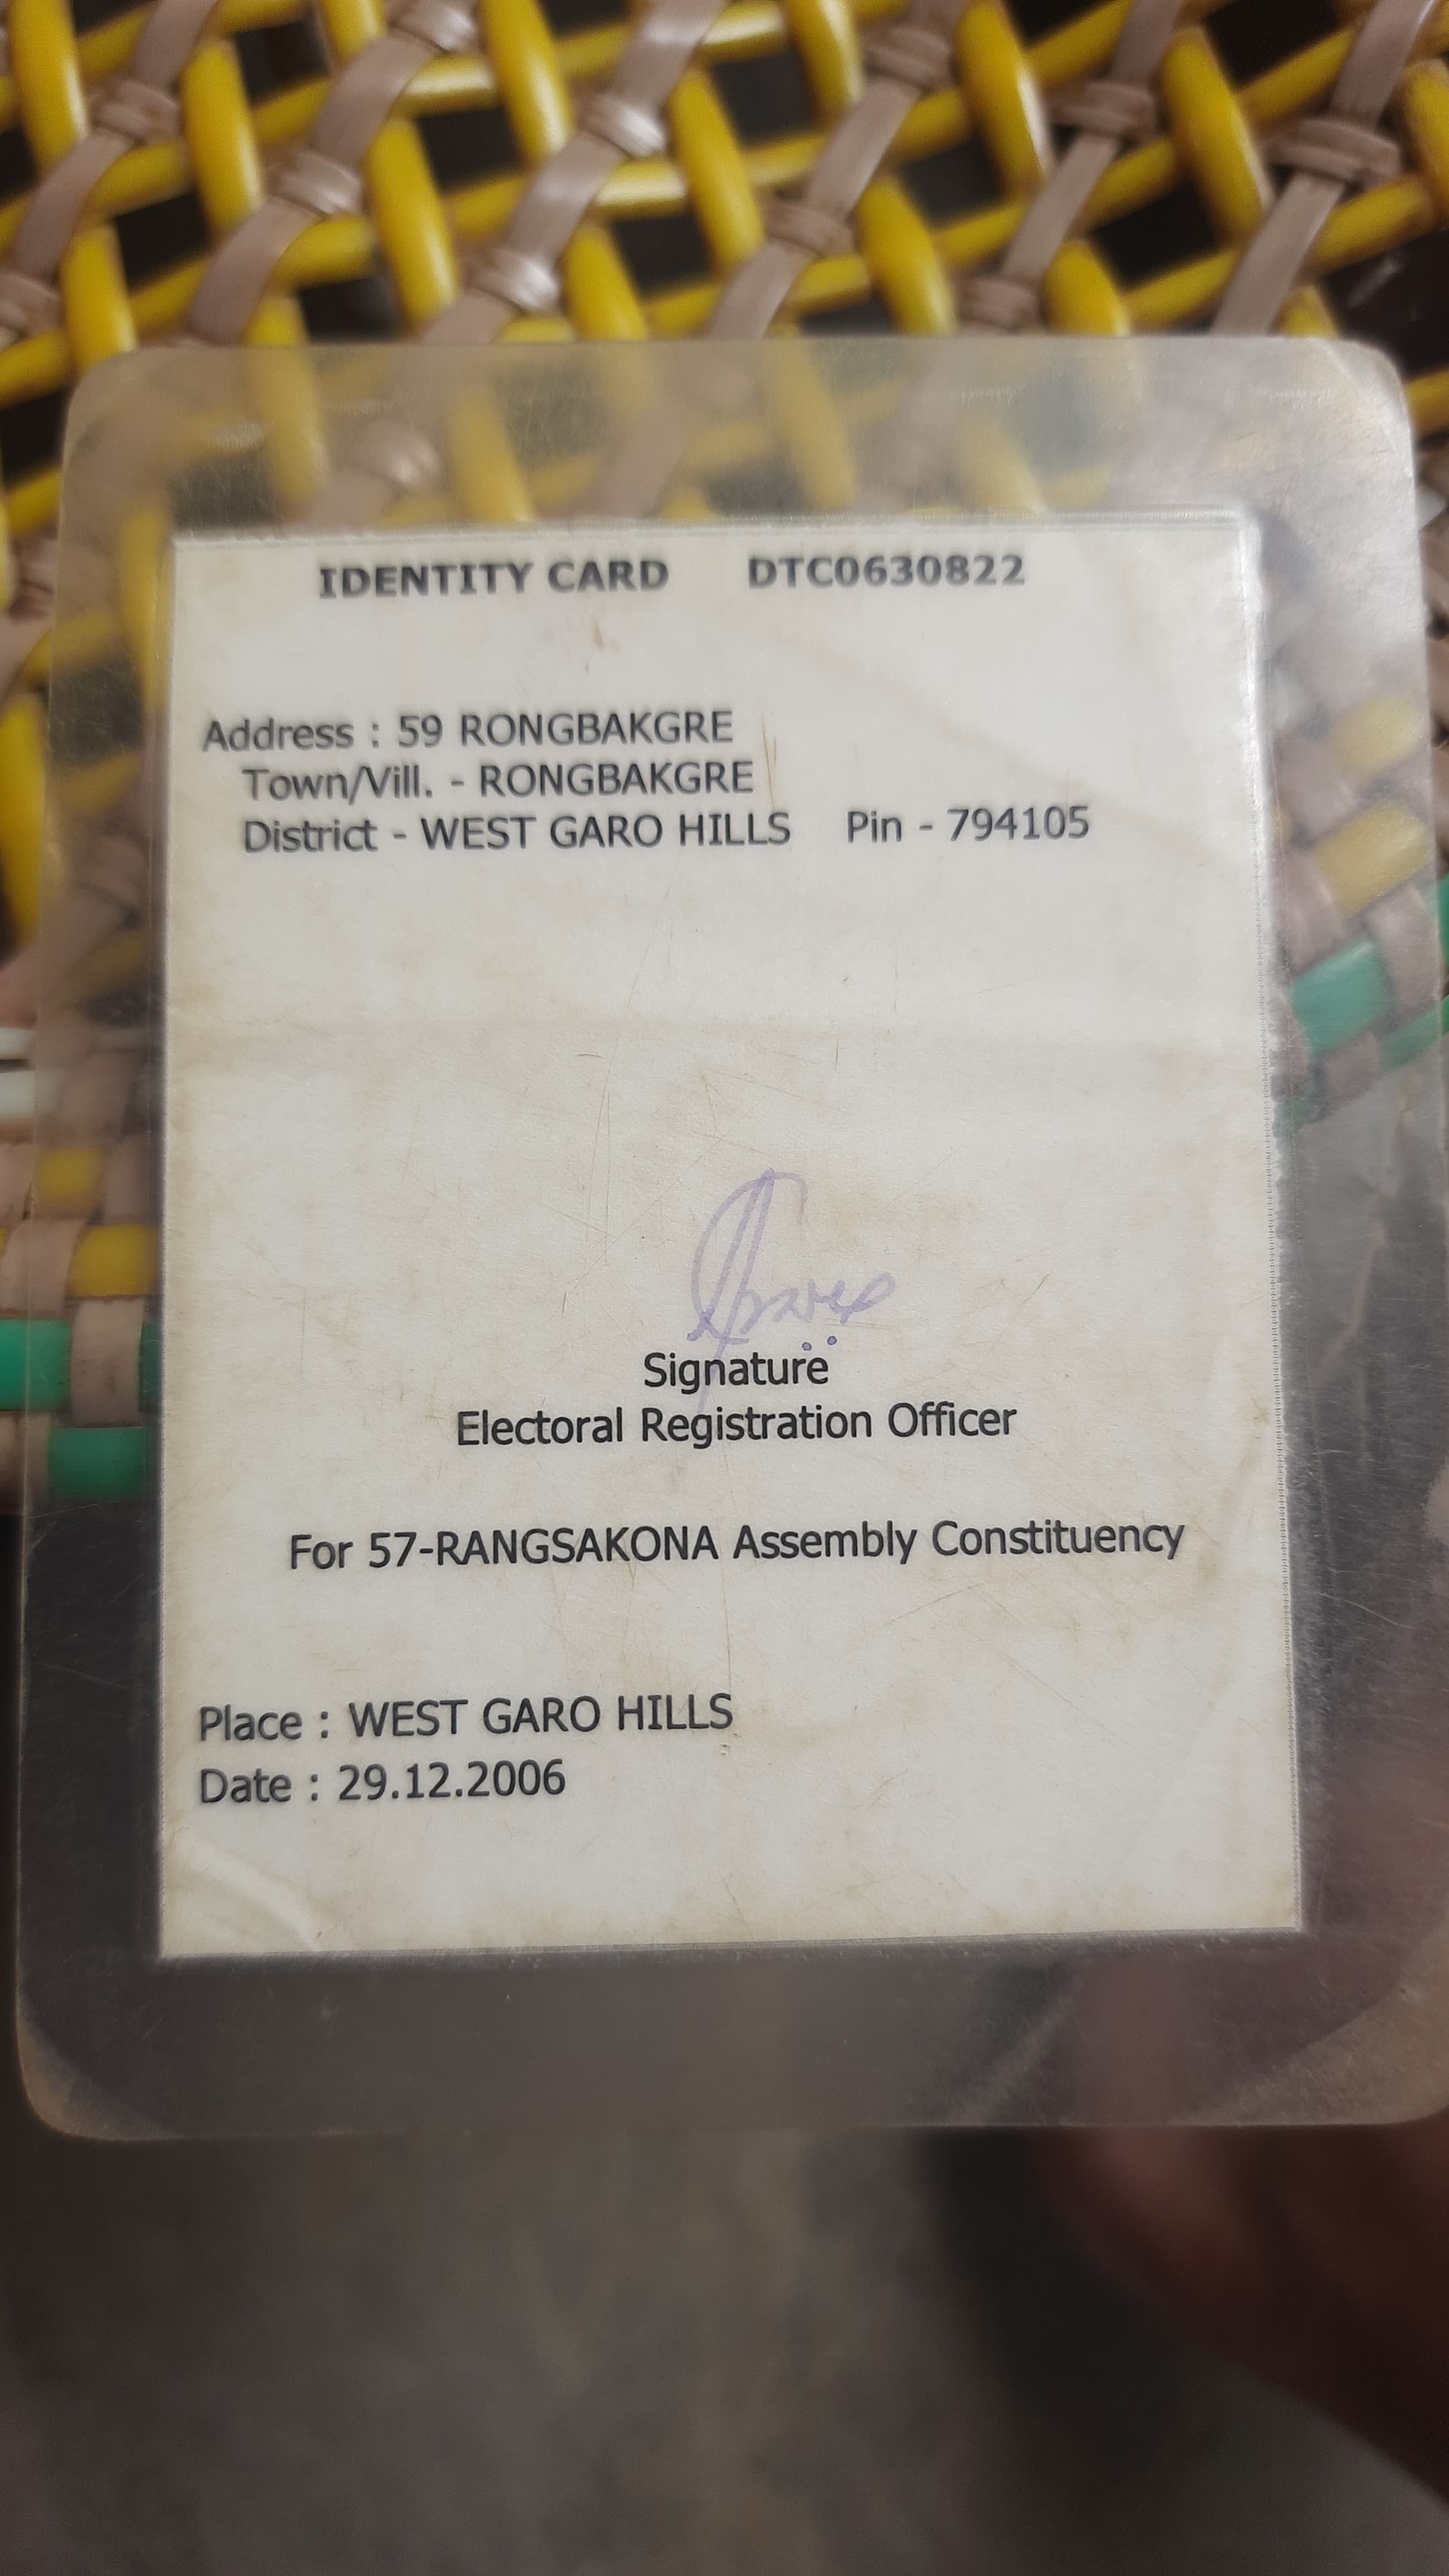 IDENTITY CARD DTC0630822
Address : 59 RONGBAKGRE
Town/Vill. - RONGBAKGRE
District - WEST GARO HILLS Pin - 794105
Signature
Electoral Registration Officer
For 57-RANGSAKONA Assembly Constituency
Place : WEST GARO HILLS
Date : 29.12.2006